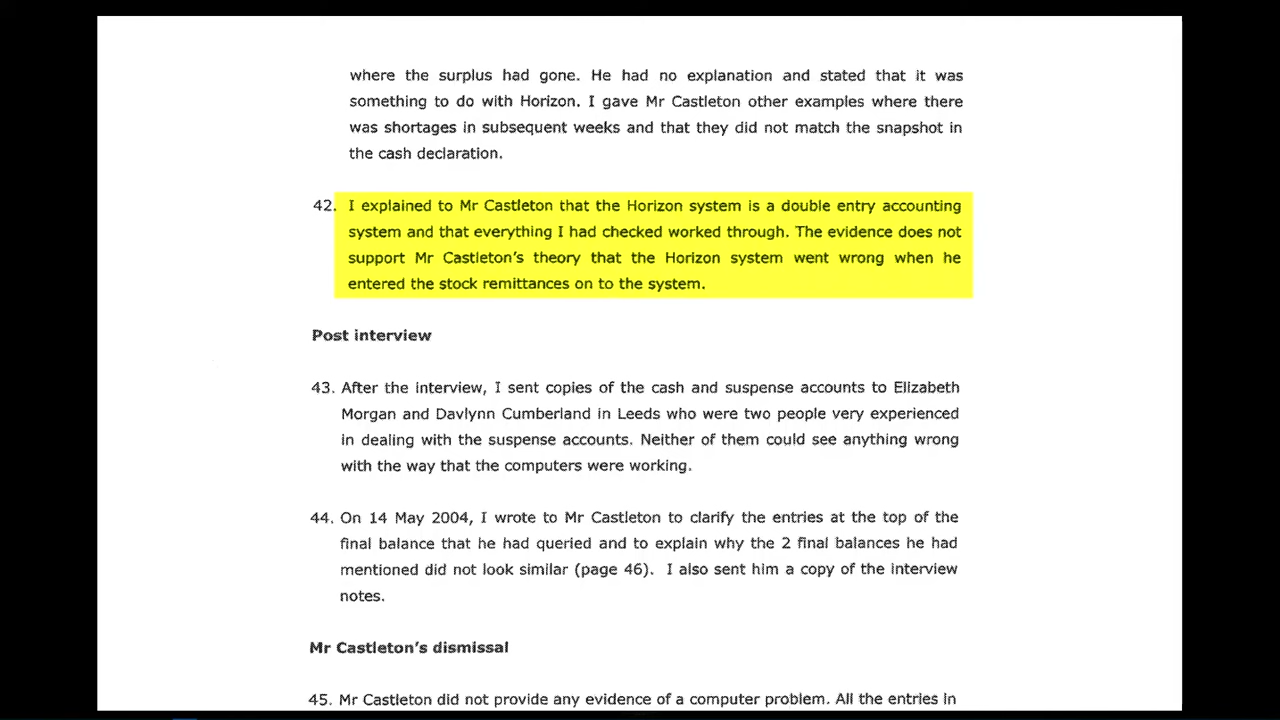 where the surplus had gone. He had no explanation and stated that it was
something to do with Horizon. I gave Mr Castleton other examples where there
was shortages in subsequent weeks and that they did not match the snapshot in
the cash declaration.
42. I explained to Mr Castleton that the Horizon system is a double entry accounting
system and that everything I had checked worked through. The evidence does not
support Mr Castleton's theory that the Horizon system went wrong when he
entered the stock remittances on to the system.
Post interview
43. After the interview, I sent copies of the cash and suspense accounts to Elizabeth
Morgan and Davlynn Cumberland in Leeds who were two people very experienced
in dealing with the suspense accounts. Neither of them could see anything wrong
with the way that the computers were working.
44. On 14 May 2004, I wrote to Mr Castleton to clarify the entries at the top of the
final balance that he had queried and to explain why the 2 final balances he had
mentioned did not look similar (page 46). I also sent him a copy of the interview
notes.
Mr Castleton's dismissal
45. Mr Castleton did not provide any evidence of a computer problem. All the entries in